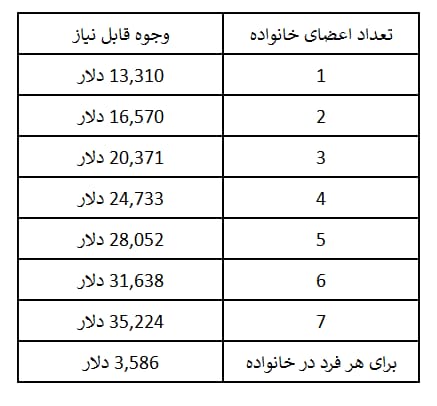 تعداد اعضای خانواده	وجوه قابل نیاز
1	13,310 دلار
2	16,570 دلار
3	20,371 دلار
4	24,733 دلار
5	28,052 دلار
6	31,638 دلار
7	35,224 دلار
برای هر فرد در خانواده	3,586 دلار